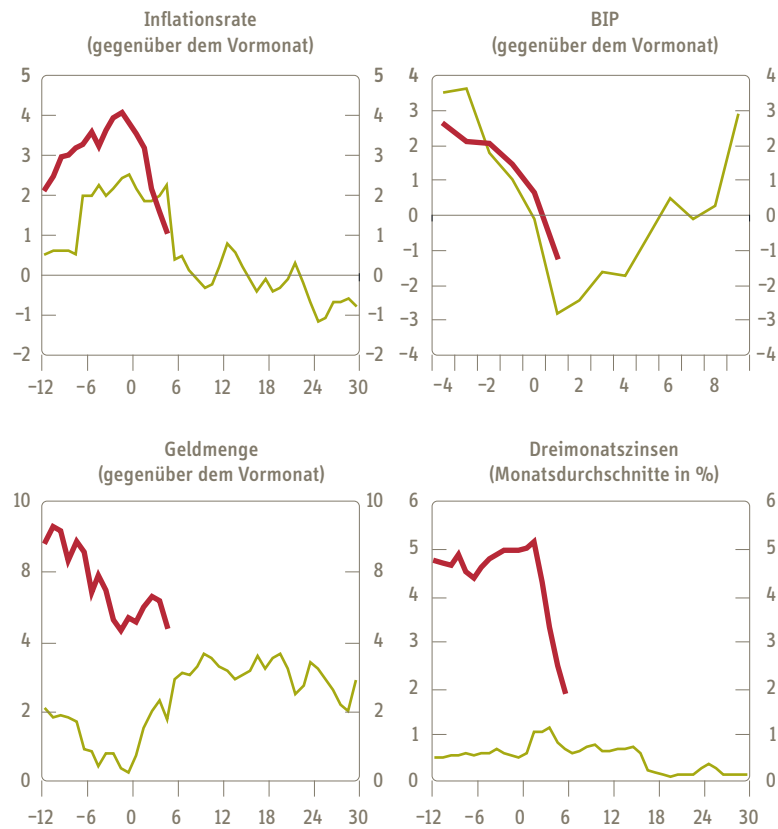 Inflationsrate
(gegenüber dem Vormonat)
5 5
4 4
3 3
2 2
1 1
0 0
−1 −1
−2 −2
−12 −6 0 6 12 18 24 30
BIP
(gegenüber dem Vormonat)
4 4
3 3
2 2
1 1
0 0
−1 −1
−2 −2
−3 −3
−4 −4
−4 −2 0 2 4 6 8
Geldmenge
(gegenüber dem Vormonat)
10 10
8 8
4 4
2 2
0 0
−12 −6 0 6 12 18 24 30
Dreimonatszinsen
(Monatsdurchschnitte in %)
6 6
5 5
4 4
3 3
2 2
1 1
0 0
−12 −6 0 6 12 18 24 30